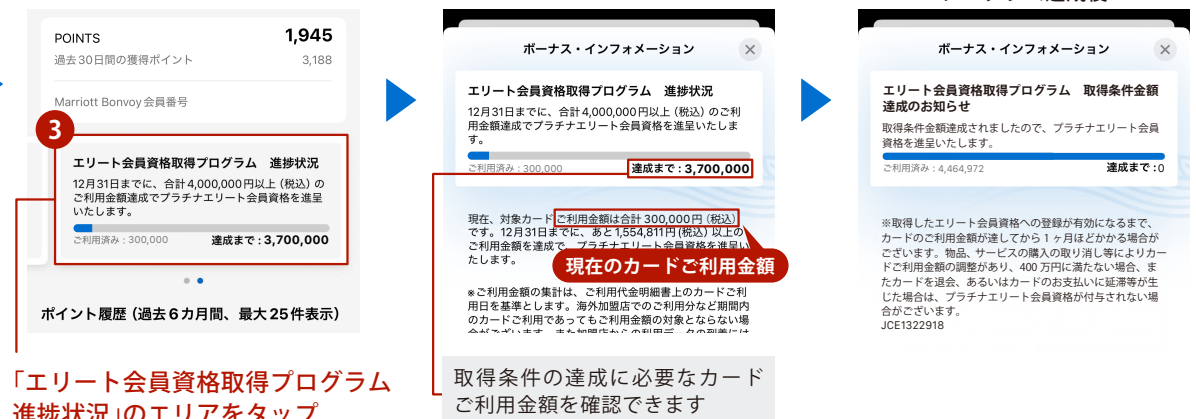 POINTS 1,945
過去30日間の獲得ポイント 3,188
Marriott Bonvoy会員番号
3
エリート会員資格取得プログラム　進捗状況
12月31日までに、合計4,000,000円以上（税込）の
ご利用金額達成でプラチナエリート会員資格を進呈
いたします。
ご利用済み：300,000 達成まで：3,700,000
ポイント履歴（過去6カ月間、最大25件表示）
「エリート会員資格取得プログラム
進捗状況」のエリアをタップ
ボーナス・インフォメーション
エリート会員資格取得プログラム　進捗状況
12月31日までに、合計4,000,000円以上（税込）のご利
用金額達成でプラチナエリート会員資格を進呈いたしま
す。
ご利用済み：300,000 達成まで：3,700,000
現在、対象カードご利用金額は合計 300,000円（税込）
です。12月31日までに、あと1,554,811円(税込）以上の
ご利用金額を達成で、プラチナエリート会員資格を進呈い
たします。
現在のカードご利用金額
※ご利用金額の集計は、ご利用代金明細書上のカードご利
用日を基準とします。海外加盟店でのご利用分など期間内
のカードご利用であってもご利用金額の対象とならない場
取得条件の達成に必要なカード
ご利用金額を確認できます
ボーナス・インフォメーション
エリート会員資格取得プログラム　取得条件金額
達成のお知らせ
取得条件金額達成されましたので、プラチナエリート会員
資格を進呈いたします。
ご利用済み：4,464,972 達成まで：0
※取得したエリート会員資格への登録が有効になるまで、
カードのご利用金額が達してから1ヶ月ほどかかる場合が
ございます。物品、サービスの購入の取り消し等によりカー
ドご利用金額の調整があり、400万円に満たない場合、ま
たカードを退会、あるいはカードのお支払いに延滞等が生
じた場合は、プラチナエリート会員資格が付与されない場
合がございます。
JCE1322918